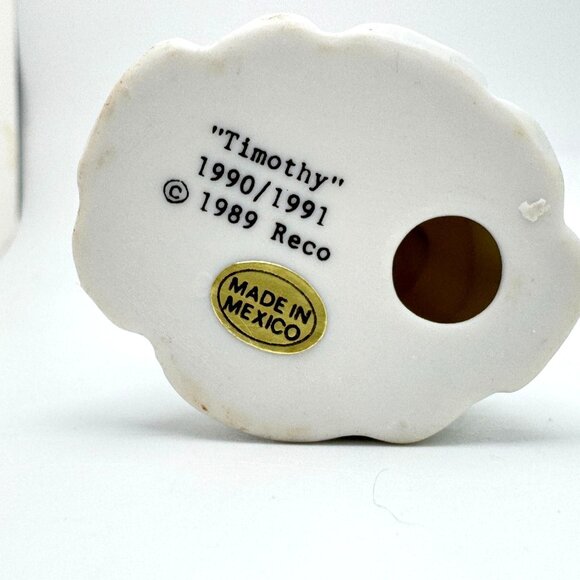 "Timothy"
1990/1991
© 1989 Reco
MADE IN
MEXICO